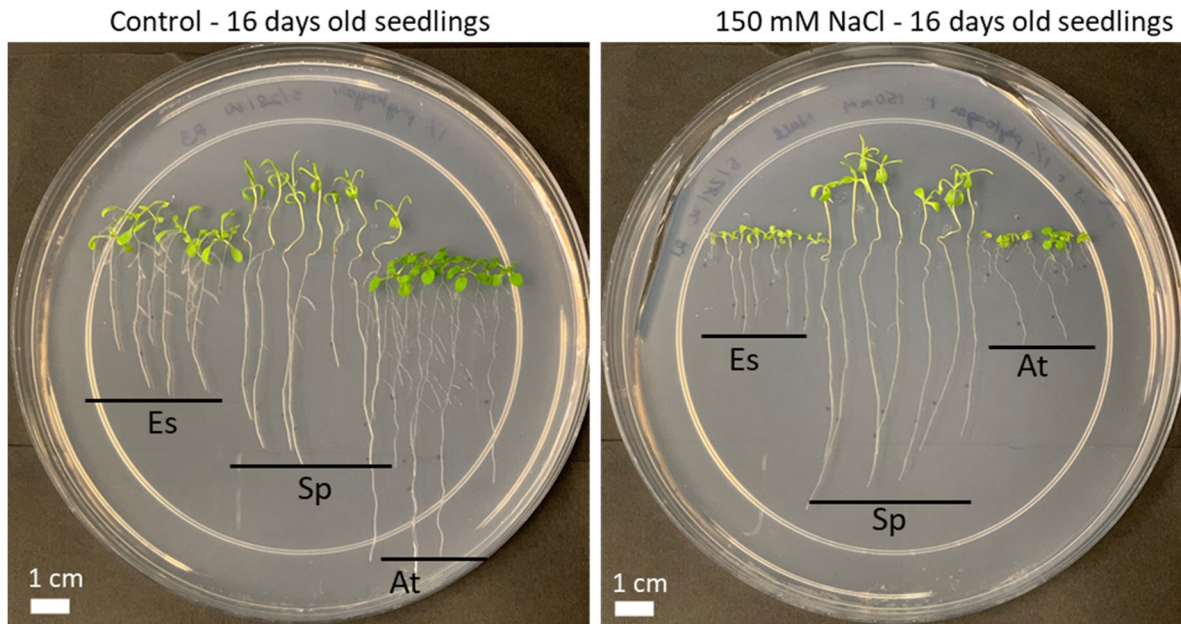 Control - 16 days old seedlings
150 mM NaCl - 16 days old seedlings
Es
Sp
At
1 cm
Es
At
Sp
1 cm